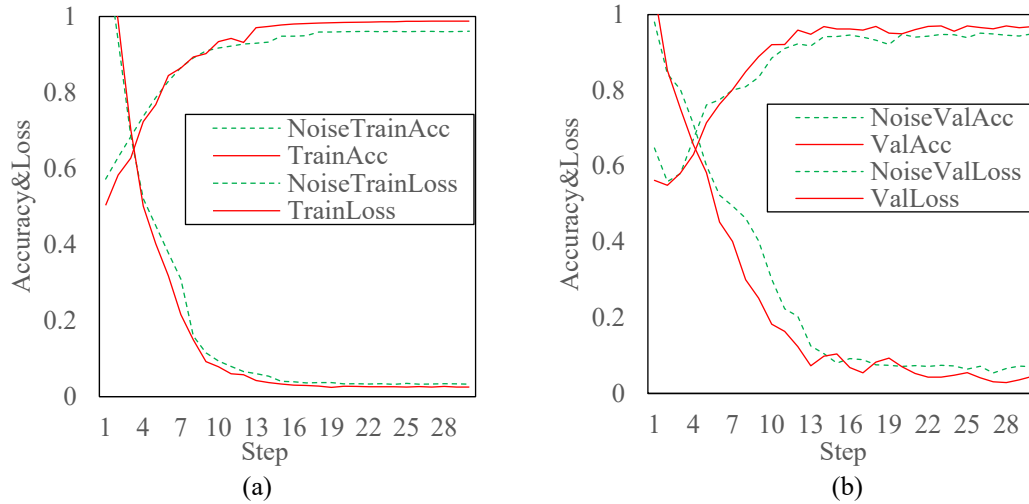 Accuracy&Loss
1
0.8
0.6
0.4
0.2
0
NoiseTrainAcc
TrainAcc
NoiseTrainLoss
TrainLoss
1 4 7 10 13 16 19 22 25 28
Step
(a)
Accuracy&Loss
1
0.8
0.6
0.4
0.2
0
NoiseValAcc
ValAcc
NoiseValLoss
ValLoss
1 4 7 10 13 16 19 22 25 28
Step
(b)